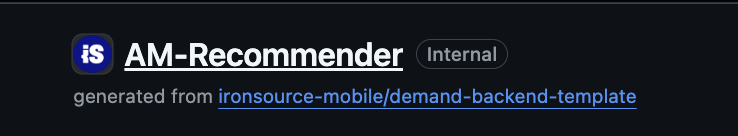 iS AM-Recommender Internal
generated from ironsource-mobile/demand-backend-template